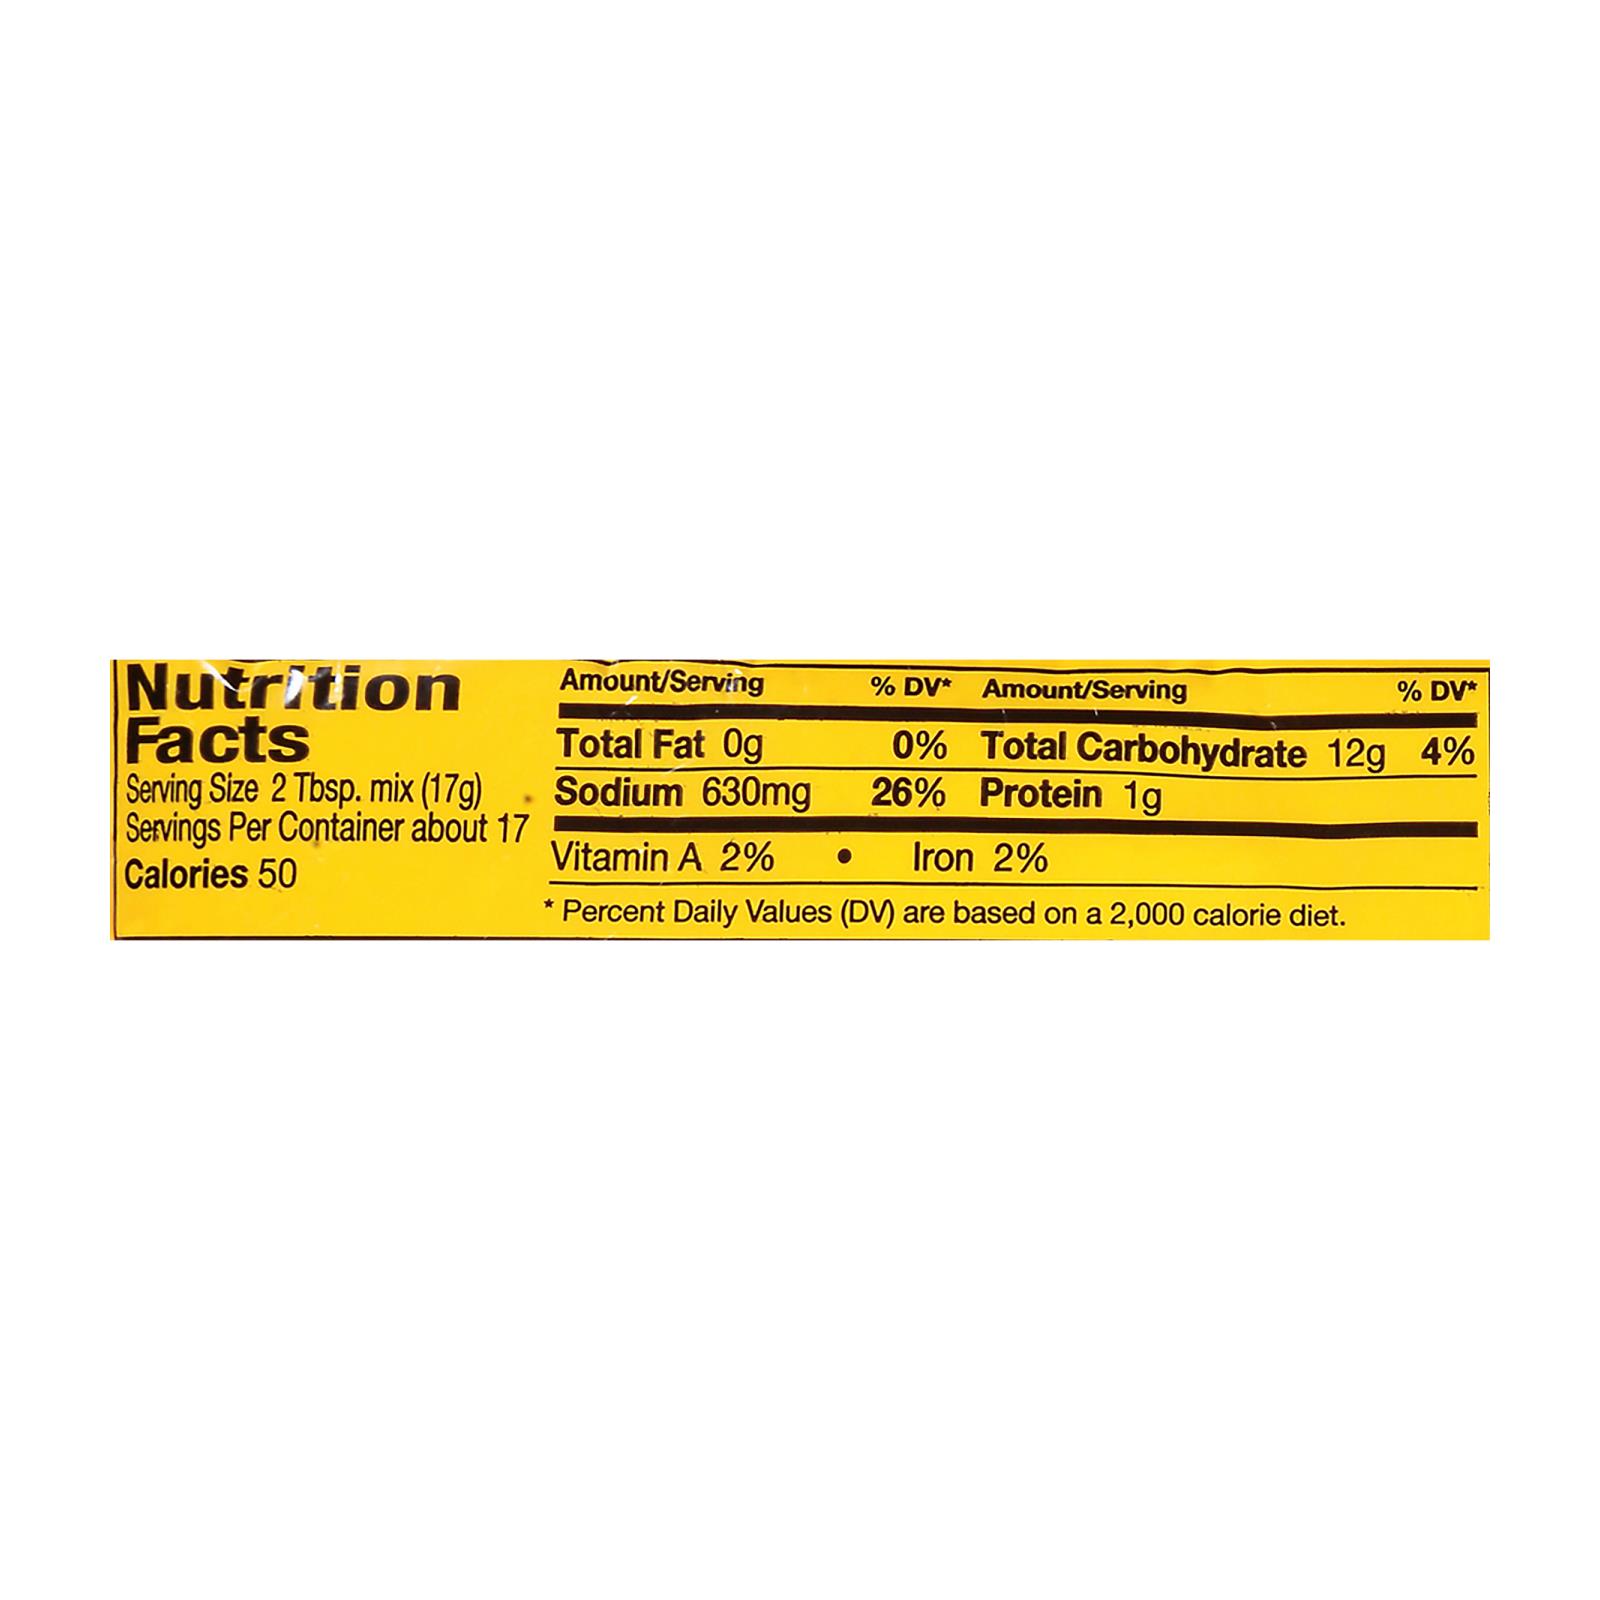 Nutrition
Facts
Serving Size 2 Tbsp. mix (17g)
Servings Per Container about 17
Calories 50
Amount/Serving % DV* Amount/Serving % DV*
Total Fat 0g 0% Total Carbohydrate 12g 4%
Sodium 630mg 26% Protein 1g
Vitamin A 2% • Iron 2%
* Percent Daily Values (DV) are based on a 2,000 calorie diet.